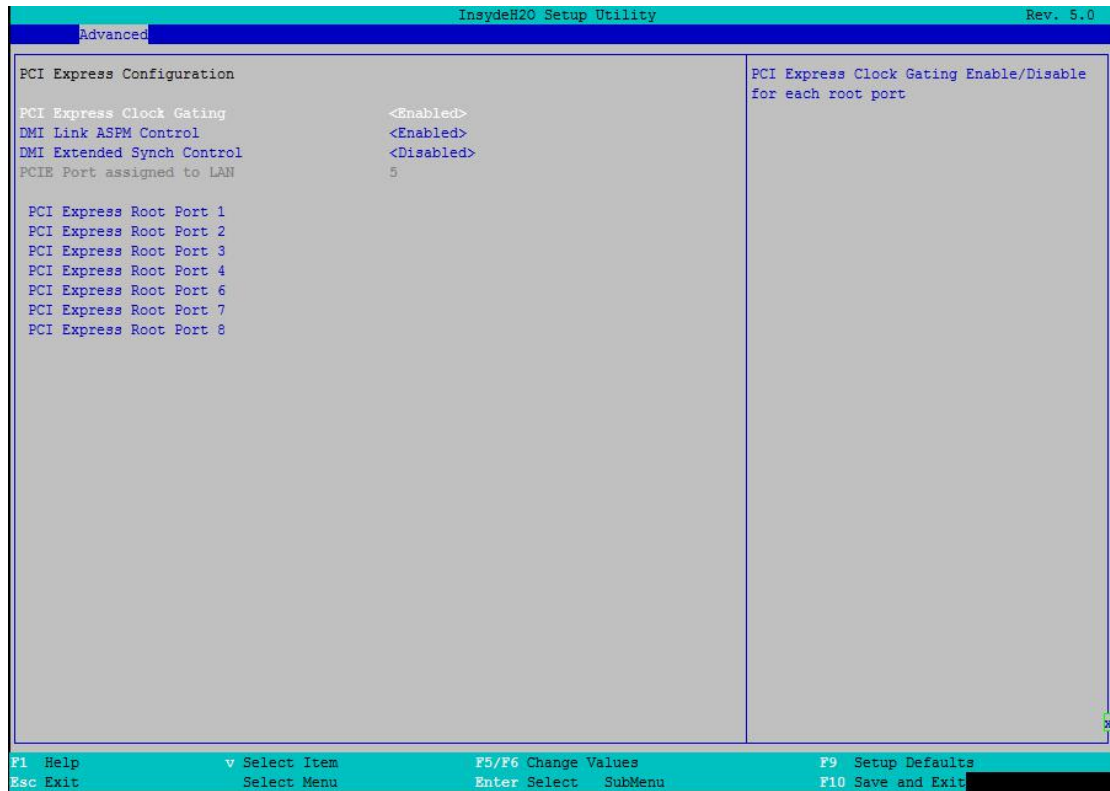 InsydeH20 Setup Utility Rev. 5.0
Advanced
PCI Express Configuration
PCI Express Clock Gating <Enabled>
DMI Link ASPM Control <Enabled>
DMI Extended Synch Control <Disabled>
PCIE Port assigned to LAN 5
PCI Express Root Port 1
PCI Express Root Port 2
PCI Express Root Port 3
PCI Express Root Port 4
PCI Express Root Port 6
PCI Express Root Port 7
PCI Express Root Port 8
PCI Express Clock Gating Enable/Disable
for each root port
F1 Help v Select Item F5/F6 Change Values F9 Setup Defaults
Esc Exit Select Menu Enter Select SubMenu F10 Save and Exit